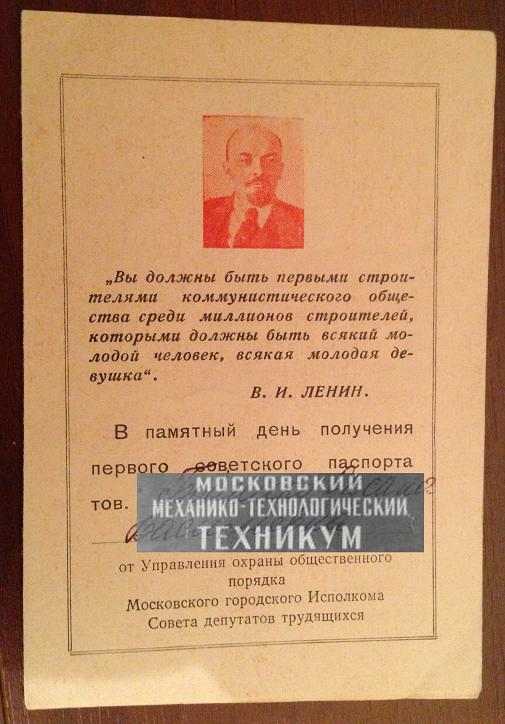 „Вы должны быть первыми строи-
телями коммунистического обще-
ства среди миллионов строителей,
которыми должны быть всякий мо-
лодой человек, всякая молодая де-
вушка“.
В. И. ЛЕНИН.
В памятный день получения
первого советского паспорта
тов.
МОСКОВСКИЙ
МЕХАНИКО-ТЕХНОЛОГИЧЕСКИЙ
ТЕХНИКУМ
от Управления охраны общественного
порядка
Московского городского Исполкома
Совета депутатов трудящихся